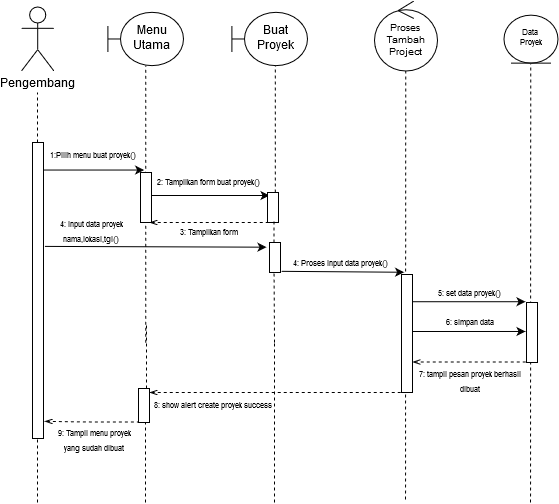 Pengembang
Menu
Utama
Buat
Proyek
Proses
Tambah
Project
Data
Proyek
1:Pilih menu buat proyek()
2: Tampilkan form buat proyek()
3: Tampilkan form
4: Input data proyek
nama,lokasi,tgl()
4: Proses input data proyek()
5: set data proyek()
6: simpan data
7: tampil pesan proyek berhasil
dibuat
8: show alert create proyek success
9: Tampil menu proyek
yang sudah dibuat